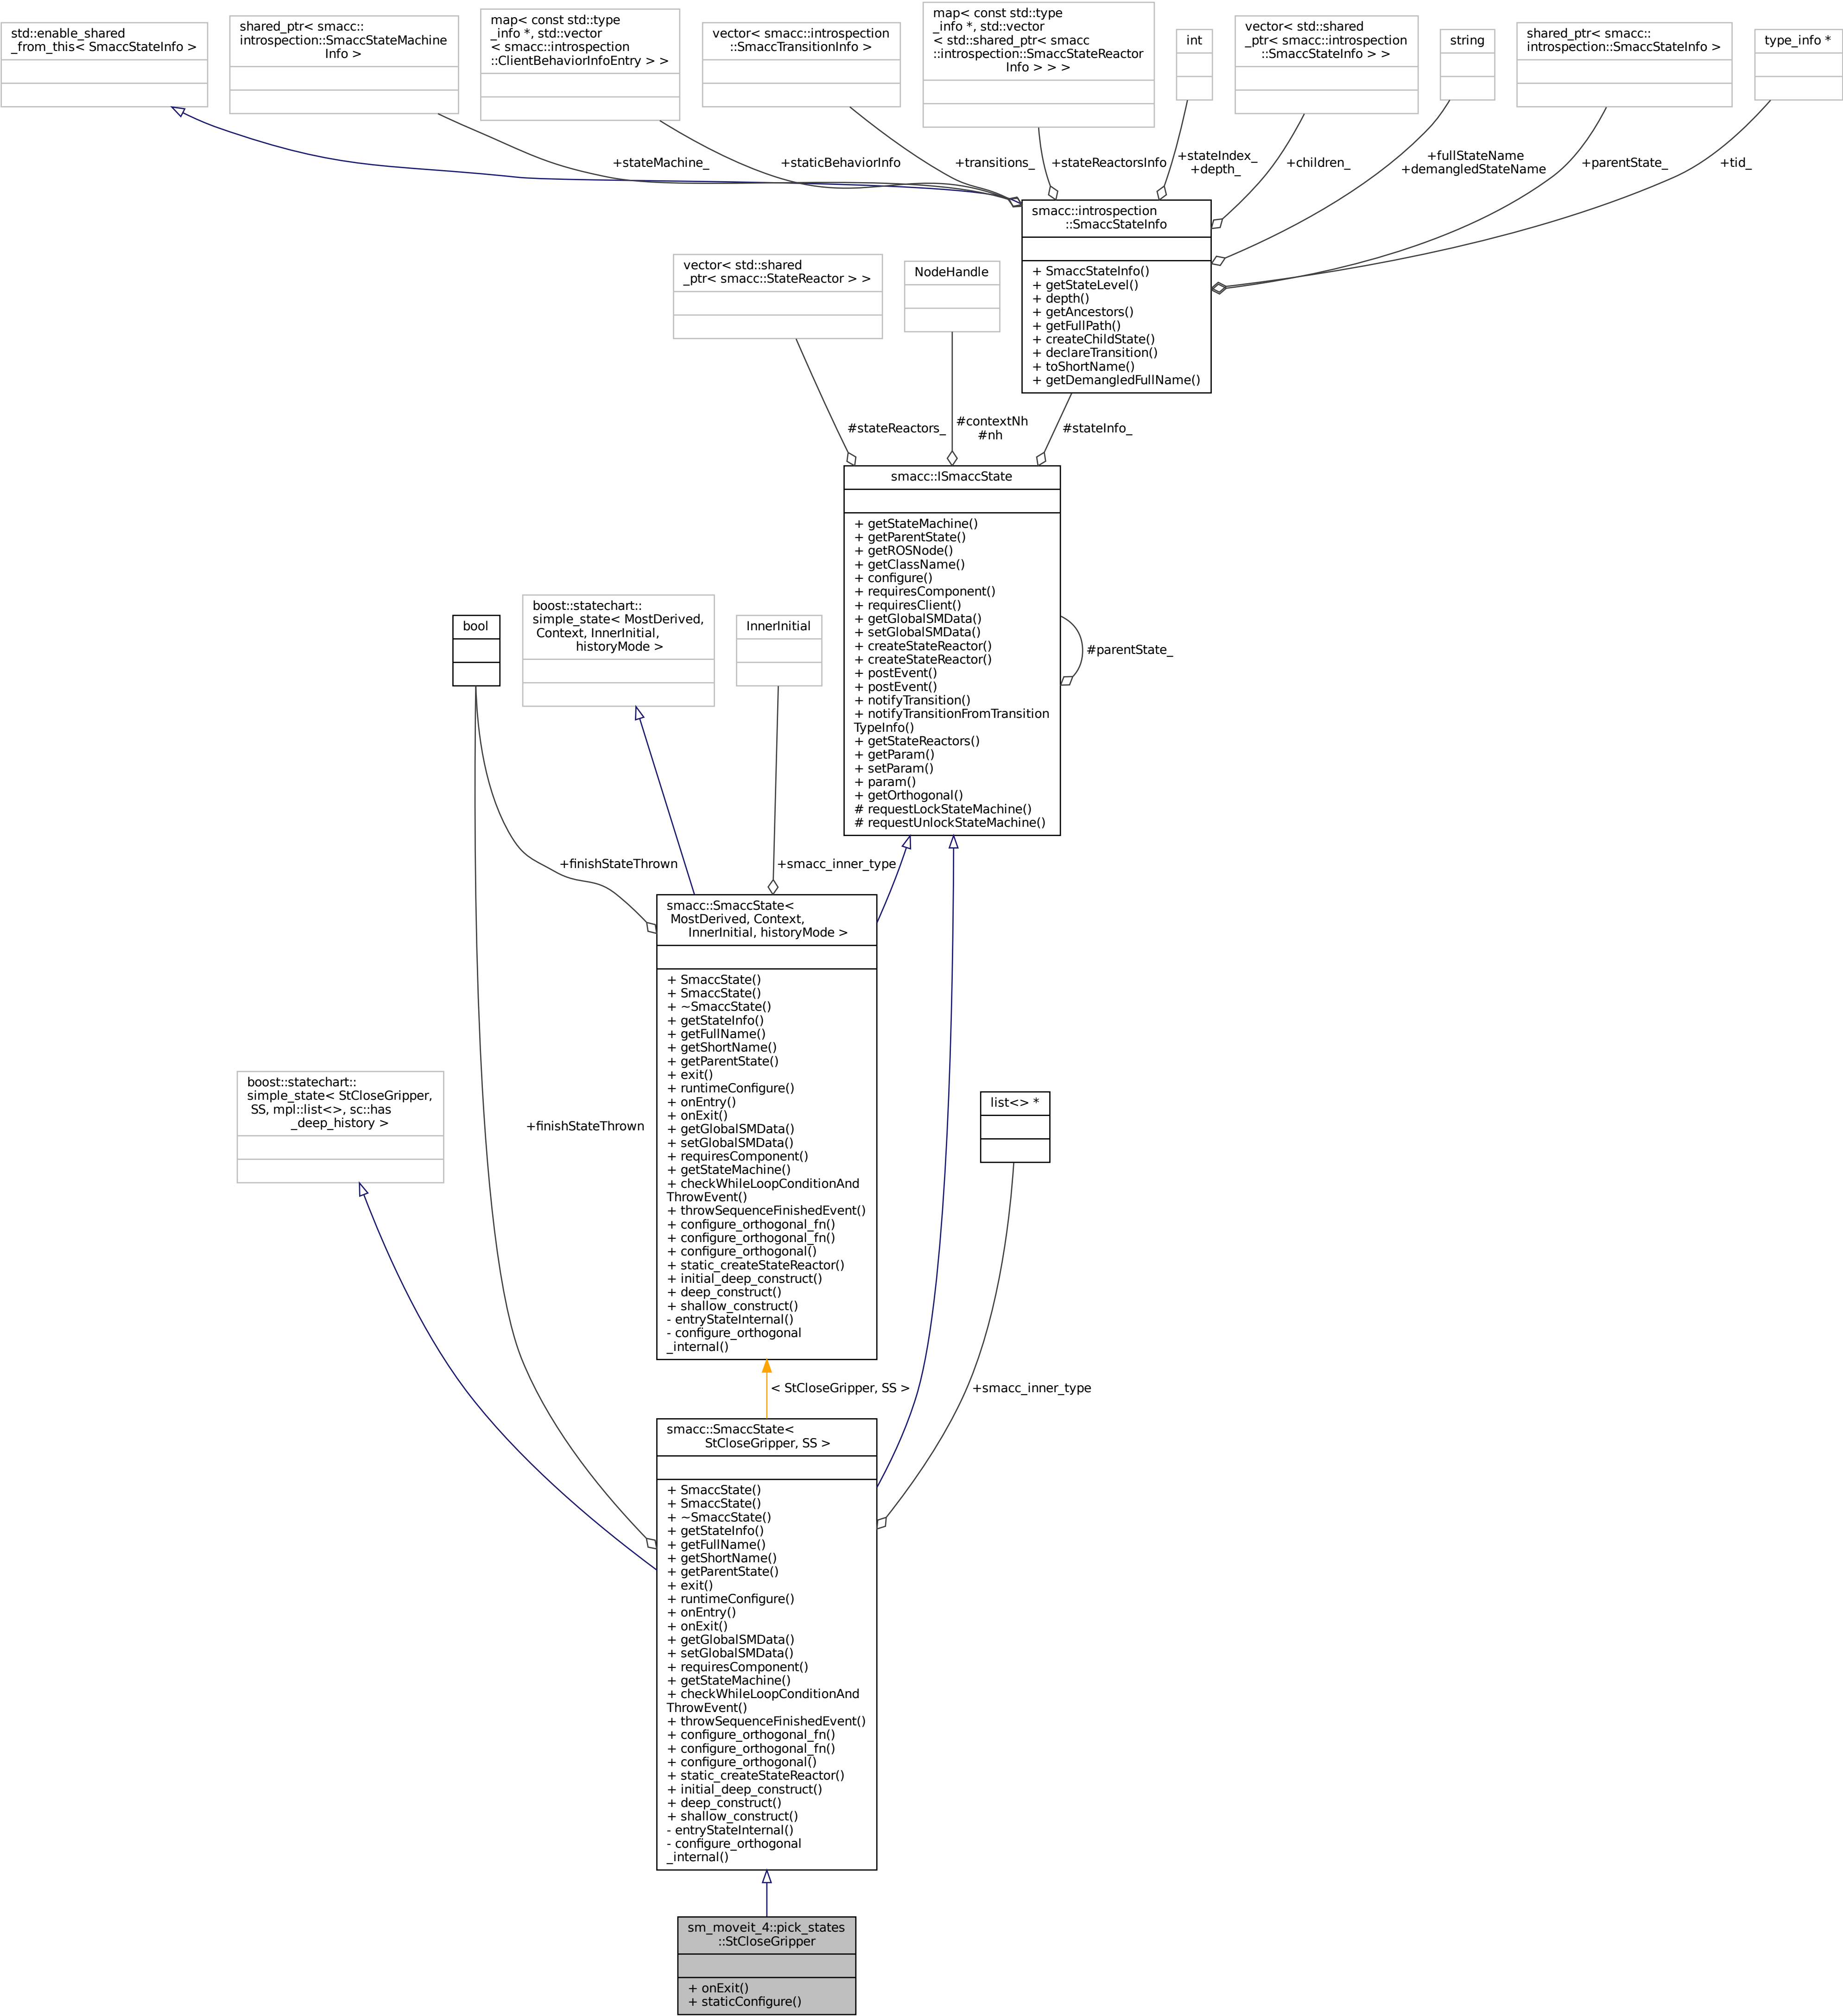 std::enable_shared
_from_this< SmaccStateInfo >
shared_ptr< smacc::
introspection::SmaccStateMachine
Info >
map< const std::type
_info *, std::vector
< smacc::introspection
::ClientBehaviorInfoEntry > >
vector< smacc::introspection
::SmaccTransitionInfo >
map< const std::type
_info *, std::vector
< std::shared_ptr< smacc
::introspection::SmaccStateReactor
Info > > >
int
vector< std::shared
_ptr< smacc::introspection
::SmaccStateInfo > >
string
shared_ptr< smacc::
introspection::SmaccStateInfo >
type_info *
+stateMachine_
+staticBehaviorInfo
+transitions_
+stateReactorsInfo
+stateIndex_
+depth_
+children_
+fullStateName
+demangledStateName
+parentState_
+tid_
smacc::introspection
::SmaccStateInfo
+ SmaccStateInfo()
+ getStateLevel()
+ depth()
+ getAncestors()
+ getFullPath()
+ createChildState()
+ declareTransition()
+ toShortName()
+ getDemangledFullName()
vector< std::shared
_ptr< smacc::StateReactor > >
NodeHandle
#stateReactors_
#contextNh
#nh
#stateInfo_
smacc::ISmaccState
+ getStateMachine()
+ getParentState()
+ getROSNode()
+ getClassName()
+ configure()
+ requiresComponent()
+ requiresClient()
+ getGlobalSMData()
+ setGlobalSMData()
+ createStateReactor()
+ createStateReactor()
+ postEvent()
+ postEvent()
+ notifyTransition()
+ notifyTransitionFromTransition
TypeInfo()
+ getStateReactors()
+ getParam()
+ setParam()
+ param()
+ getOrthogonal()
# requestLockStateMachine()
# requestUnlockStateMachine()
#parentState_
bool
boost::statechart::
simple_state< MostDerived,
Context, InnerInitial,
historyMode >
InnerInitial
+finishStateThrown
+smacc_inner_type
smacc::SmaccState<
MostDerived, Context,
InnerInitial, historyMode >
+ SmaccState()
+ SmaccState()
+ ~SmaccState()
+ getStateInfo()
+ getFullName()
+ getShortName()
+ getParentState()
+ exit()
+ runtimeConfigure()
+ onEntry()
+ onExit()
+ getGlobalSMData()
+ setGlobalSMData()
+ requiresComponent()
+ getStateMachine()
+ checkWhileLoopConditionAnd
ThrowEvent()
+ throwSequenceFinishedEvent()
+ configure_orthogonal_fn()
+ configure_orthogonal_fn()
+ configure_orthogonal()
+ static_createStateReactor()
+ initial_deep_construct()
+ deep_construct()
+ shallow_construct()
- entryStateInternal()
- configure_orthogonal
_internal()
boost::statechart::
simple_state< StCloseGripper,
SS, mpl::list<>, sc::has
_deep_history >
+finishStateThrown
list<> *
< StCloseGripper, SS >
+smacc_inner_type
smacc::SmaccState<
StCloseGripper, SS >
+ SmaccState()
+ SmaccState()
+ ~SmaccState()
+ getStateInfo()
+ getFullName()
+ getShortName()
+ getParentState()
+ exit()
+ runtimeConfigure()
+ onEntry()
+ onExit()
+ getGlobalSMData()
+ setGlobalSMData()
+ requiresComponent()
+ getStateMachine()
+ checkWhileLoopConditionAnd
ThrowEvent()
+ throwSequenceFinishedEvent()
+ configure_orthogonal_fn()
+ configure_orthogonal_fn()
+ configure_orthogonal()
+ static_createStateReactor()
+ initial_deep_construct()
+ deep_construct()
+ shallow_construct()
- entryStateInternal()
- configure_orthogonal
_internal()
sm_moveit_4::pick_states
::StCloseGripper
+ onExit()
+ staticConfigure()